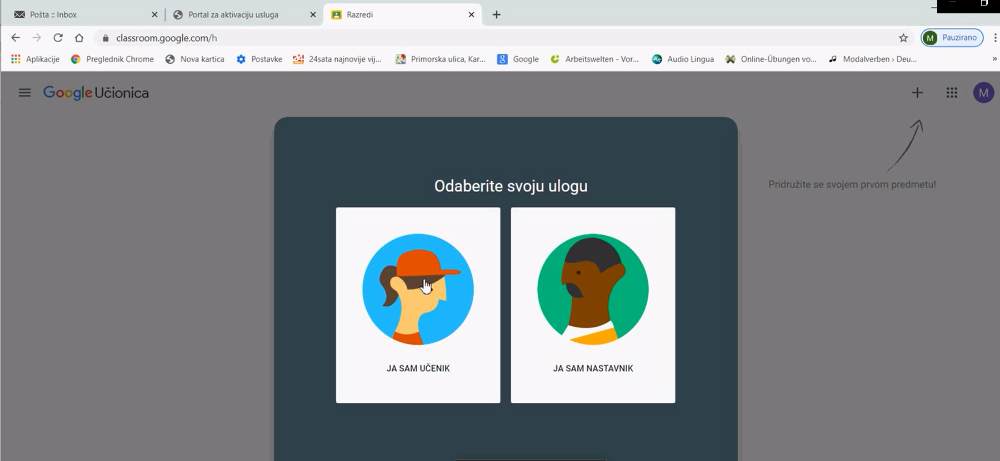 Pošta :: Inbox
Portal za aktivaciju usluga
Razredi
classroom.google.com/h
M Pauzirano
Aplikacije
Preglednik Chrome
Nova kartica
Postavke
24sata najnovije vij...
Primorska ulica, Kar...
Google
Arbeitswelten - Vor...
Audio Lingua
Online-Übungen vo...
Modalverben › Deu...
»
Google Učionica
M
Pridružite se svojem prvom predmetu!
Odaberite svoju ulogu
JA SAM UČENIK
JA SAM NASTAVNIK